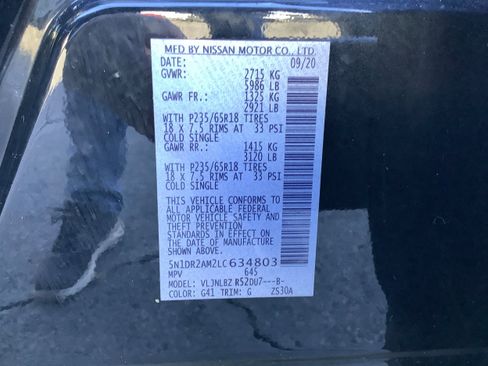 MFD BY NISSAN MOTOR CO., LTD.
DATE: 09/20
GVWR: 2715 KG
5986 LB
GAWR FR.: 1325 KG
2921 LB
WITH P235/65R18 TIRES
18 X 7.5 RIMS AT 33 PSI
COLD SINGLE
GAWR RR.: 1415 KG
3120 LB
WITH P235/65R18 TIRES
18 X 7.5 RIMS AT 33 PSI
COLD SINGLE
THIS VEHICLE CONFORMS TO
ALL APPLICABLE FEDERAL
MOTOR VEHICLE SAFETY AND
THEFT PREVENTION
STANDARDS IN EFFECT ON
THE DATE OF MANUFACTURE
SHOWN ABOVE.
5N1DR2AM2LC634803
MPV 645
MODEL: VLJNLBZ R52DU7---B-
COLOR: G41 TRIM: G ZS30A